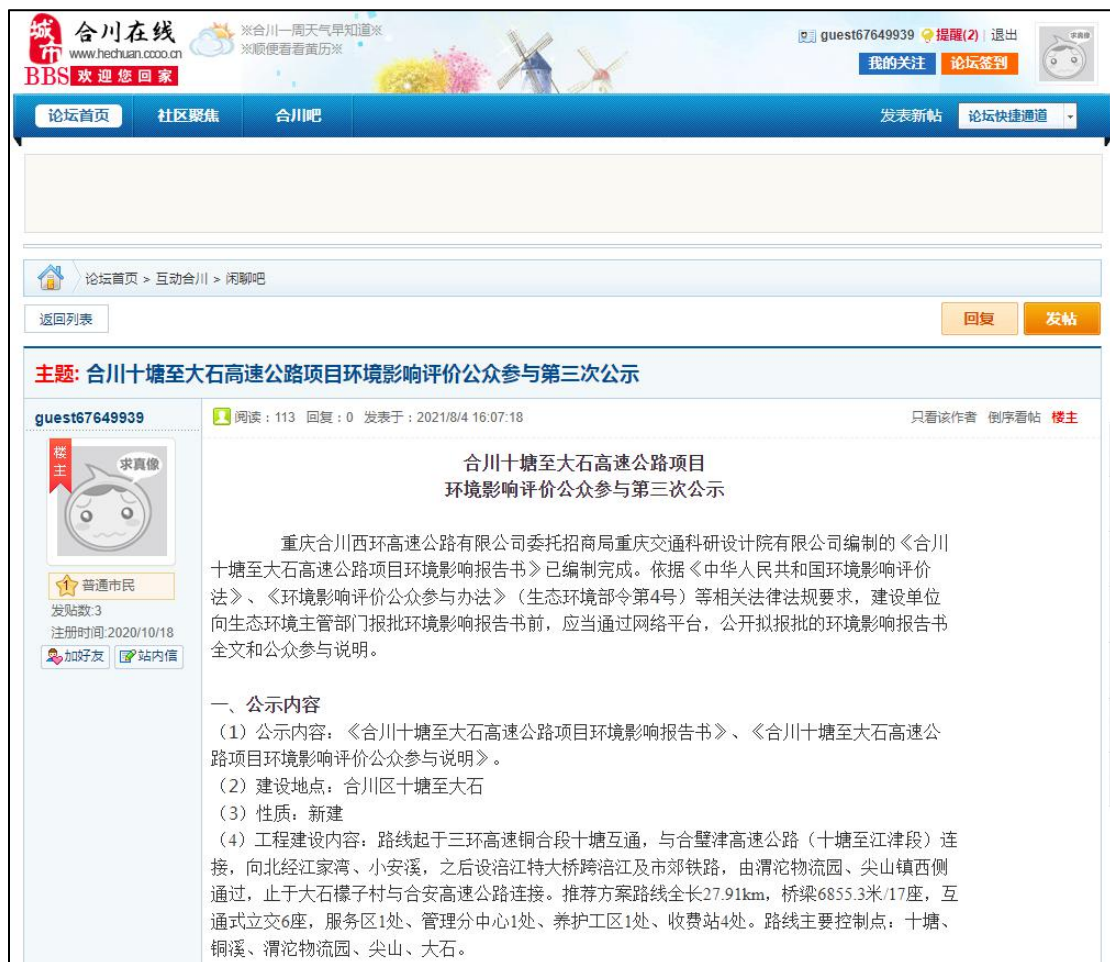 城市
合川在线
www.hechuan.cccoo.cn
BBS 欢迎您回家
※合川一周天气早知道※
※顺便看看黄历※
guest67649939 提醒(2) | 退出
我的关注 论坛签到
求真像
论坛首页 社区聚焦 合川吧 发表新帖 论坛快捷通道
论坛首页 > 互动合川 > 闲聊吧
返回列表 回复 发帖
主题: 合川十塘至大石高速公路项目环境影响评价公众参与第三次公示
guest67649939
阅读：113 回复：0 发表于：2021/8/4 16:07:18 只看该作者 倒序看帖 楼主
楼主
求真像
1 普通市民
发贴数:3
注册时间:2020/10/18
加好友 站内信
合川十塘至大石高速公路项目
环境影响评价公众参与第三次公示
重庆合川西环高速公路有限公司委托招商局重庆交通科研设计院有限公司编制的《合川
十塘至大石高速公路项目环境影响报告书》已编制完成。依据《中华人民共和国环境影响评价
法》、《环境影响评价公众参与办法》（生态环境部令第4号）等相关法律法规要求，建设单位
向生态环境主管部门报批环境影响报告书前，应当通过网络平台，公开拟报批的环境影响报告书
全文和公众参与说明。
一、公示内容
（1）公示内容：《合川十塘至大石高速公路项目环境影响报告书》、《合川十塘至大石高速公
路项目环境影响评价公众参与说明》。
（2）建设地点：合川区十塘至大石
（3）性质：新建
（4）工程建设内容：路线起于三环高速铜合段十塘互通，与合璧津高速公路（十塘至江津段）连
接，向北经江家湾、小安溪，之后设涪江特大桥跨涪江及市郊铁路，由渭沱物流园、尖山镇西侧
通过，止于大石檬子村与合安高速公路连接。推荐方案路线全长27.91km，桥梁6855.3米/17座，互
通式立交6座，服务区1处、管理分中心1处、养护工区1处、收费站4处。路线主要控制点：十塘、
铜溪、渭沱物流园、尖山、大石。